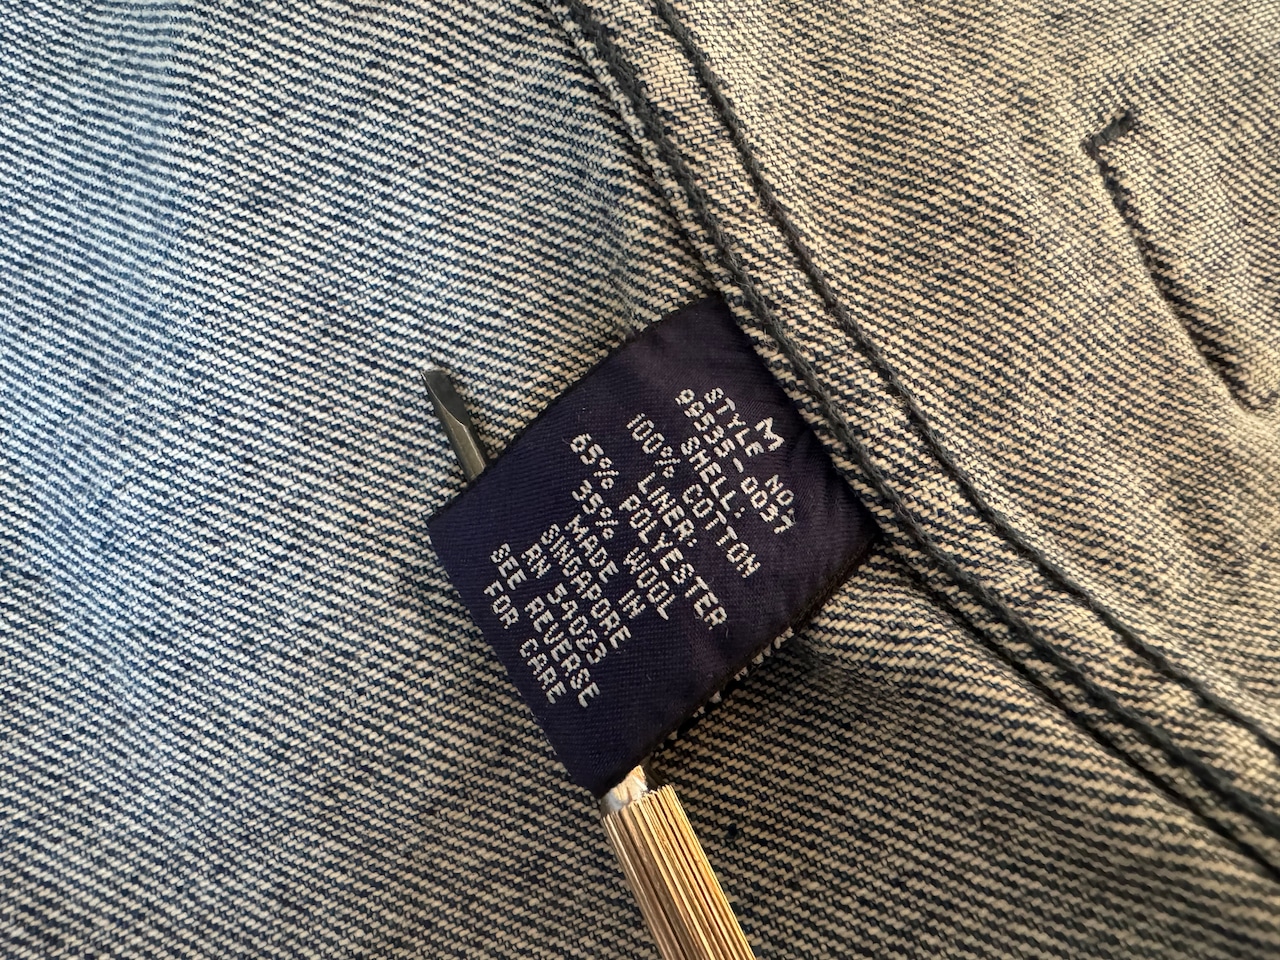 M
STYLE NO.
09555-0037
SHELL:
100% COTTON
LINER:
65% POLYESTER
35% WOOL
MADE IN
SINGAPORE
RN 54023
SEE REVERSE
FOR CARE